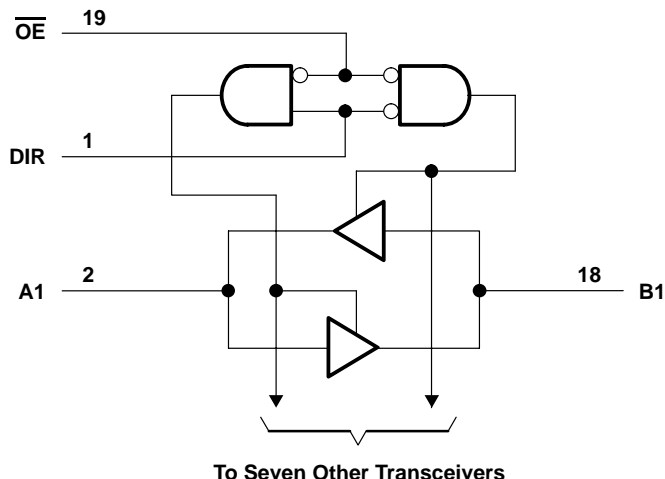 19
OE
1
DIR
2
A1
18
B1
To Seven Other Transceivers